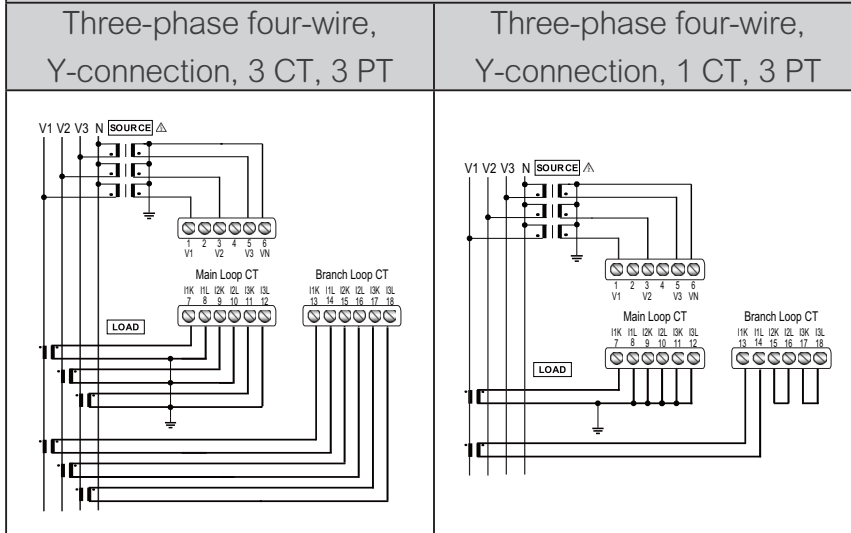 Three-phase four-wire,
Y-connection, 3 CT, 3 PT
Three-phase four-wire,
Y-connection, 1 CT, 3 PT
V1 V2 V3 N SOURCE ⚠
1 2 3 4 5 6
V1 V2 V3 VN
Main Loop CT
I1K I1L I2K I2L I3K I3L
7 8 9 10 11 12
Branch Loop CT
I1K I1L I2K I2L I3K I3L
13 14 15 16 17 18
LOAD
V1 V2 V3 N SOURCE ⚠
1 2 3 4 5 6
V1 V2 V3 VN
Main Loop CT
I1K I1L I2K I2L I3K I3L
7 8 9 10 11 12
Branch Loop CT
I1K I1L I2K I2L I3K I3L
13 14 15 16 17 18
LOAD